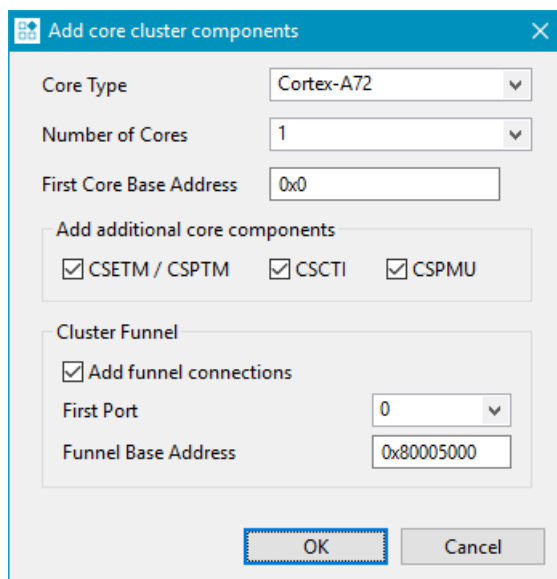 Add core cluster components
Core Type Cortex-A72
Number of Cores 1
First Core Base Address 0x0
Add additional core components
CSETM / CSPTM CSCTI CSPMU
Cluster Funnel
Add funnel connections
First Port 0
Funnel Base Address 0x80005000
OK Cancel